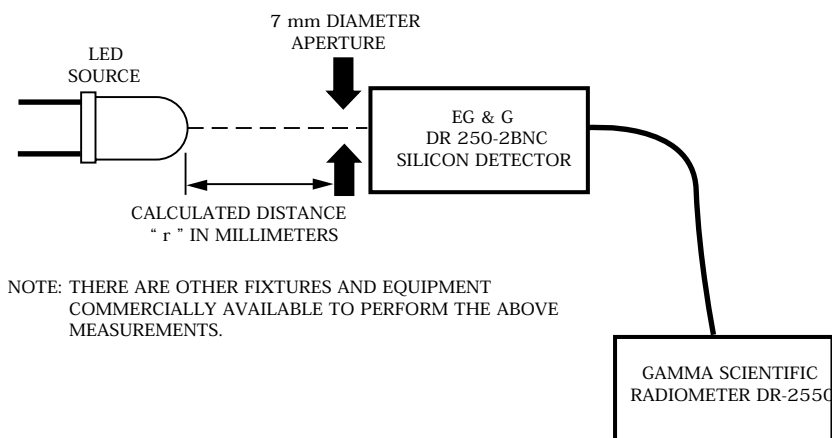 7 mm DIAMETER
APERTURE
LED
SOURCE
EG & G
DR 250-2BNC
SILICON DETECTOR
CALCULATED DISTANCE
“ r ” IN MILLIMETERS
NOTE: THERE ARE OTHER FIXTURES AND EQUIPMENT
COMMERCIALLY AVAILABLE TO PERFORM THE ABOVE
MEASUREMENTS.
GAMMA SCIENTIFIC
RADIOMETER DR-2550